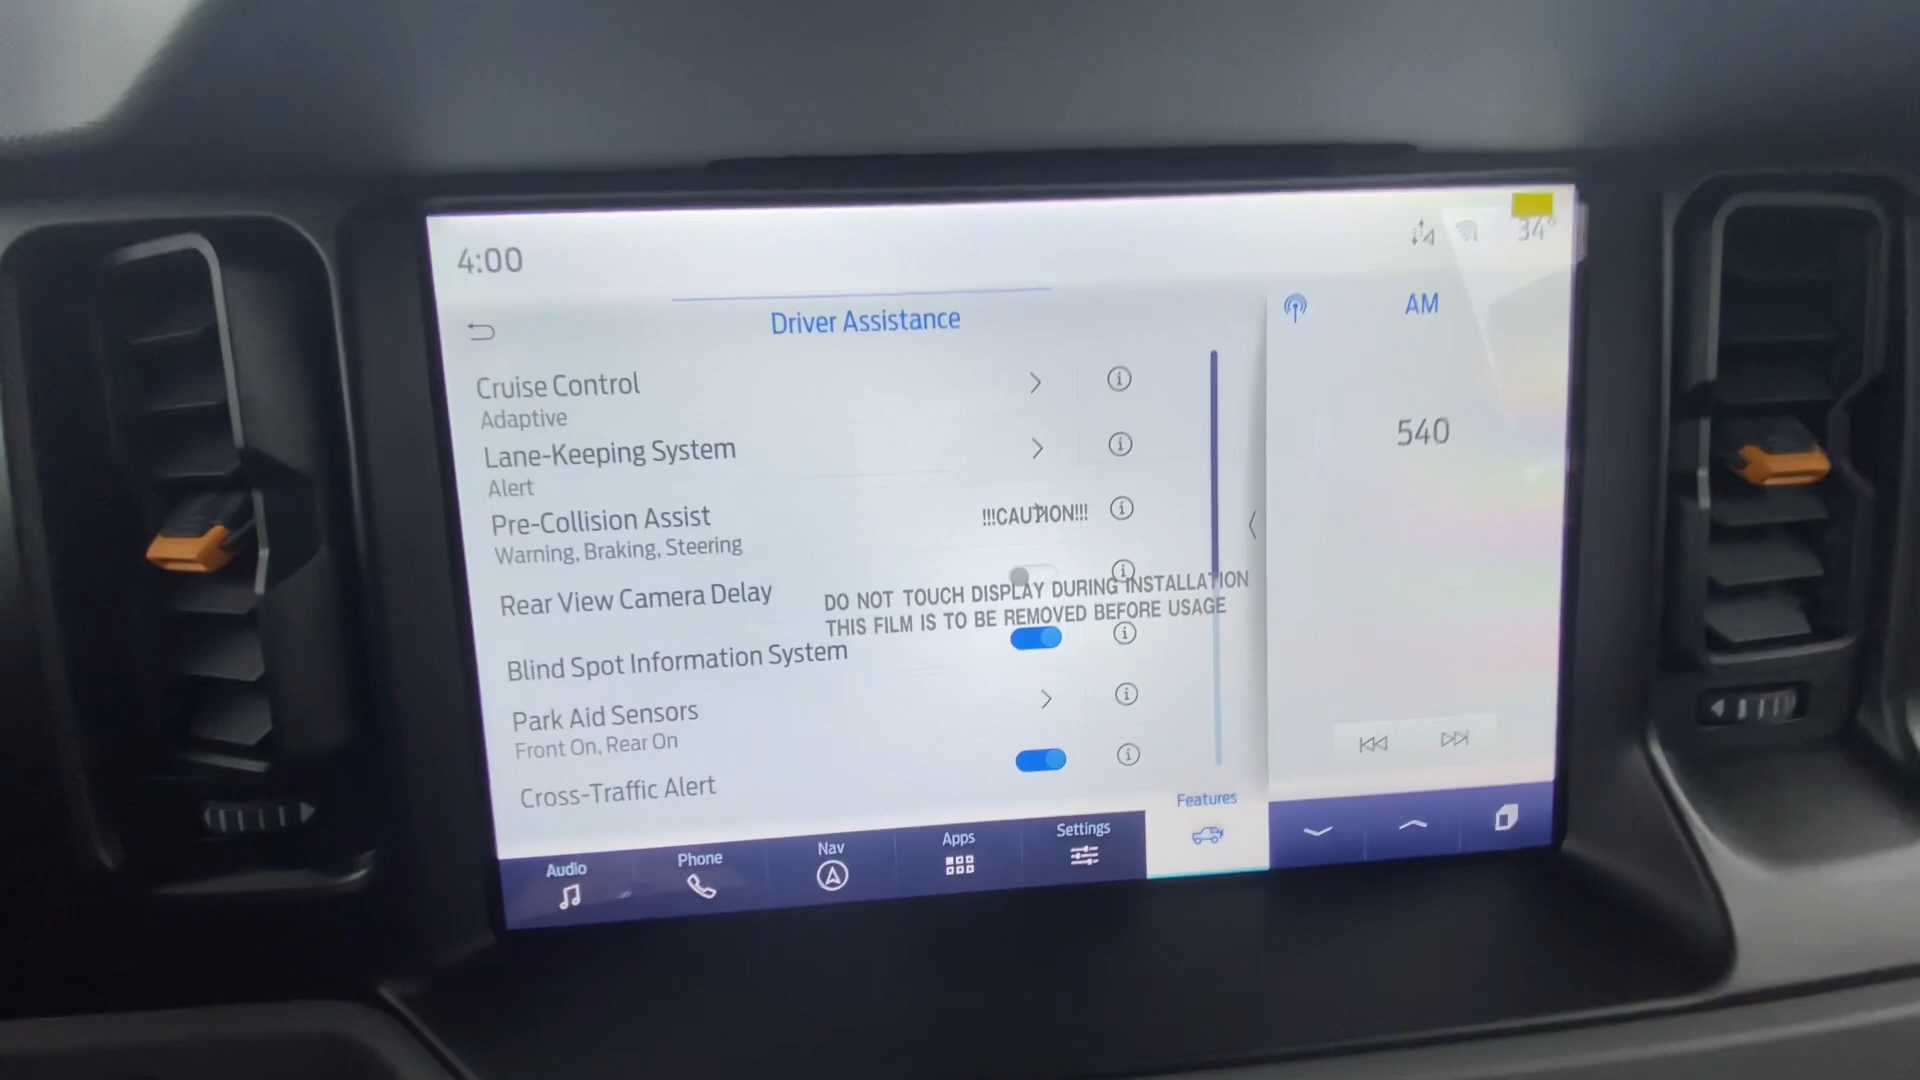 4:00
34°
Driver Assistance
AM
Cruise Control
Adaptive
540
Lane-Keeping System
Alert
Pre-Collision Assist
!!!CAUTION!!!
Warning, Braking, Steering
Rear View Camera Delay
DO NOT TOUCH DISPLAY DURING INSTALLATION
THIS FILM IS TO BE REMOVED BEFORE USAGE
Blind Spot Information System
Park Aid Sensors
Front On, Rear On
Cross-Traffic Alert
Audio
Phone
Nav
Apps
Settings
Features